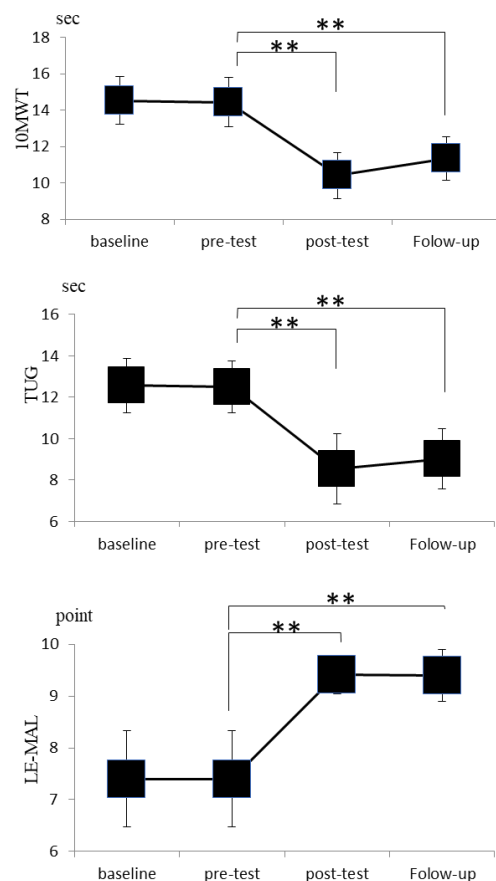 sec
18
**
16
**
14
12
10
8
10MWT
baseline pre-test post-test Folow-up
sec
16
**
14
**
12
10
8
6
TUG
baseline pre-test post-test Folow-up
point
**
**
10
9
8
7
6
LE-MAL
baseline pre-test post-test Folow-up